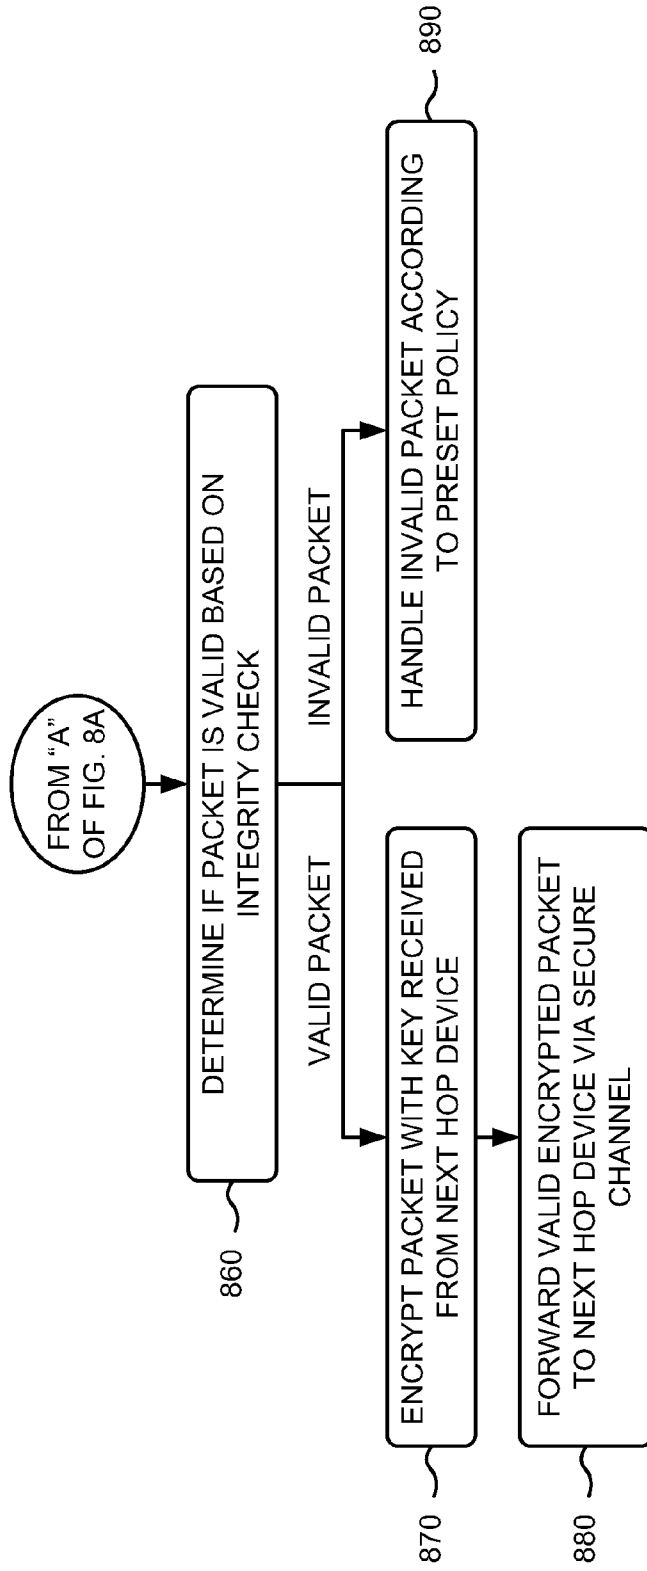 FROM “A”
OF FIG. 8A
DETERMINE IF PACKET IS VALID BASED ON
INTEGRITY CHECK
860
VALID PACKET
INVALID PACKET
ENCRYPT PACKET WITH KEY RECEIVED
FROM NEXT HOP DEVICE
870
HANDLE INVALID PACKET ACCORDING
TO PRESET POLICY
890
FORWARD VALID ENCRYPTED PACKET
TO NEXT HOP DEVICE VIA SECURE
CHANNEL
880